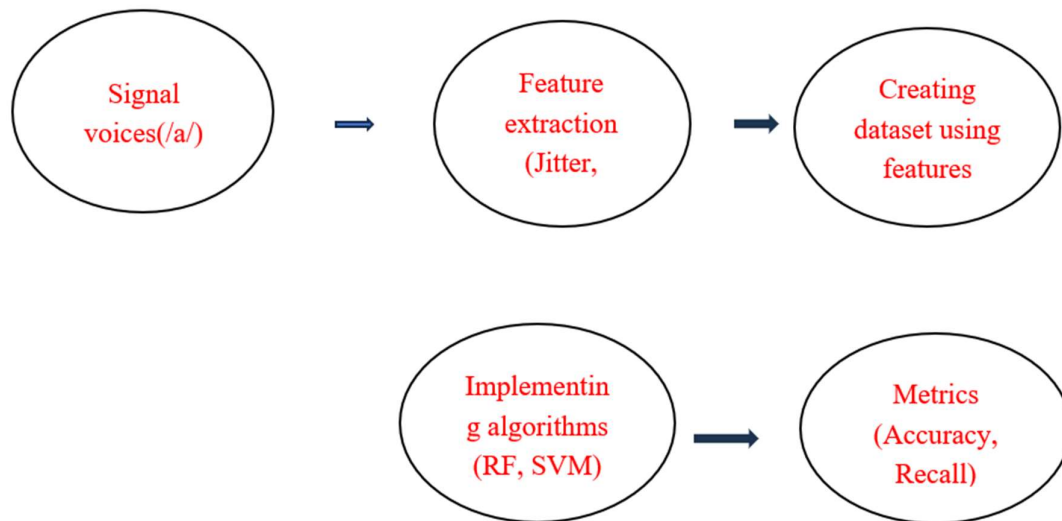 Signal
voices(/a/)
Feature
extraction
(Jitter,
Creating
dataset using
features
Implementin
g algorithms
(RF, SVM)
Metrics
(Accuracy,
Recall)